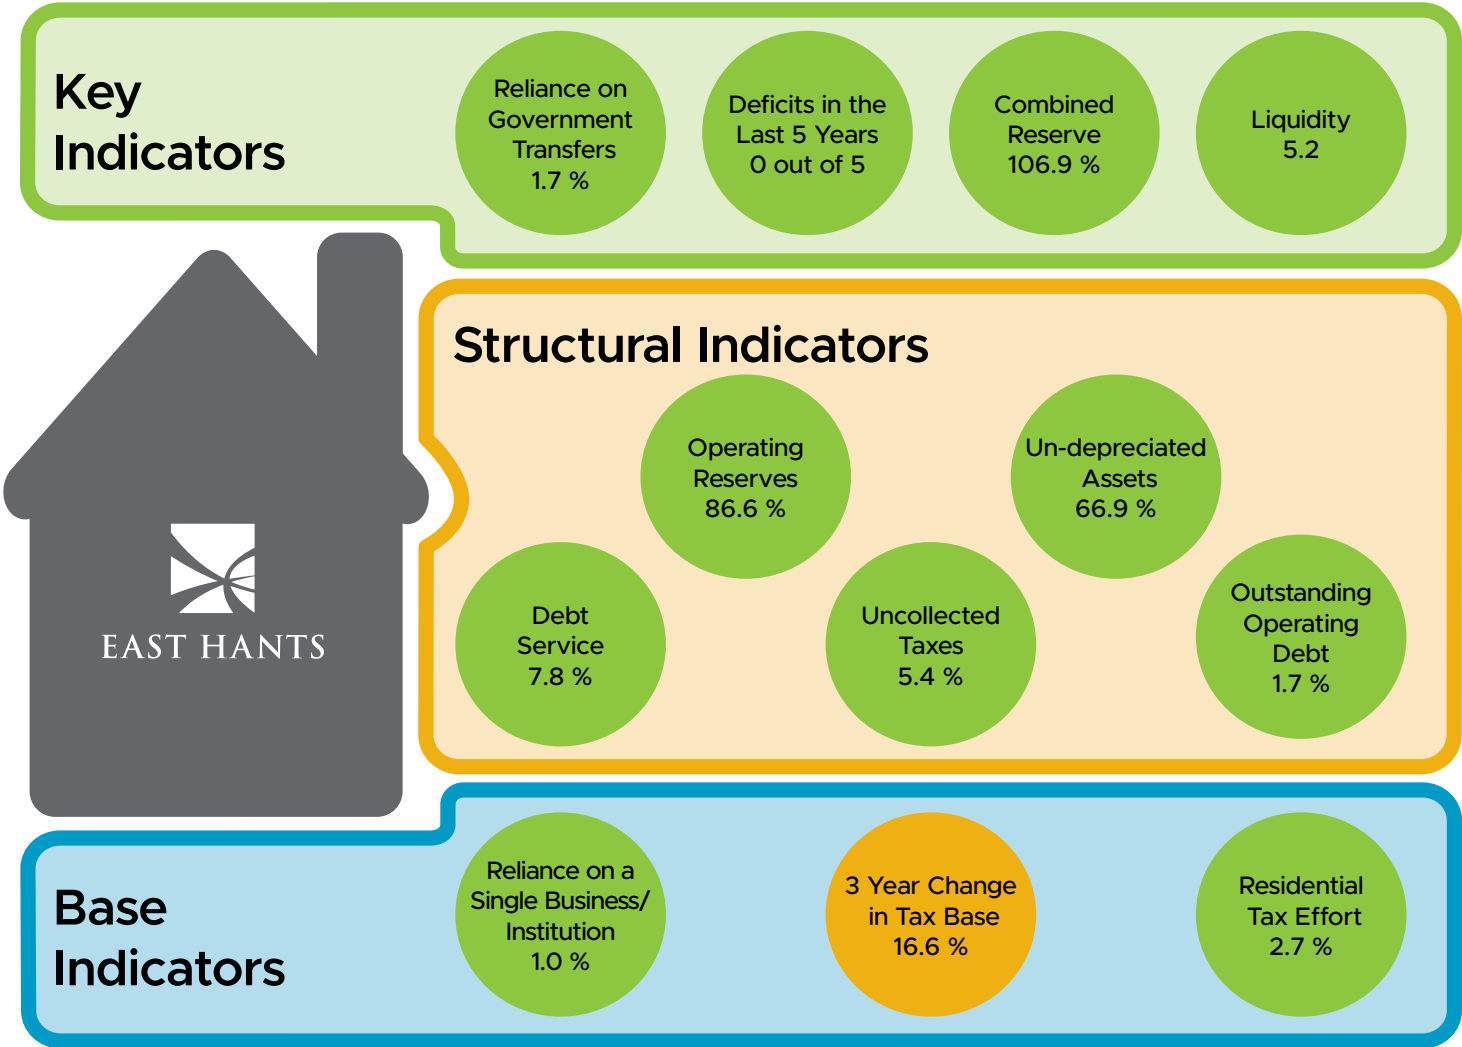 Key
Indicators
Reliance on
Government
Transfers
1.7 %
Deficits in the
Last 5 Years
0 out of 5
Combined
Reserve
106.9 %
Liquidity
5.2
Structural Indicators
Operating
Reserves
86.6 %
Un-depreciated
Assets
66.9 %
Debt
Service
7.8 %
Uncollected
Taxes
5.4 %
Outstanding
Operating
Debt
1.7 %
EAST HANTS
Base
Indicators
Reliance on a
Single Business/
Institution
1.0 %
3 Year Change
in Tax Base
16.6 %
Residential
Tax Effort
2.7 %